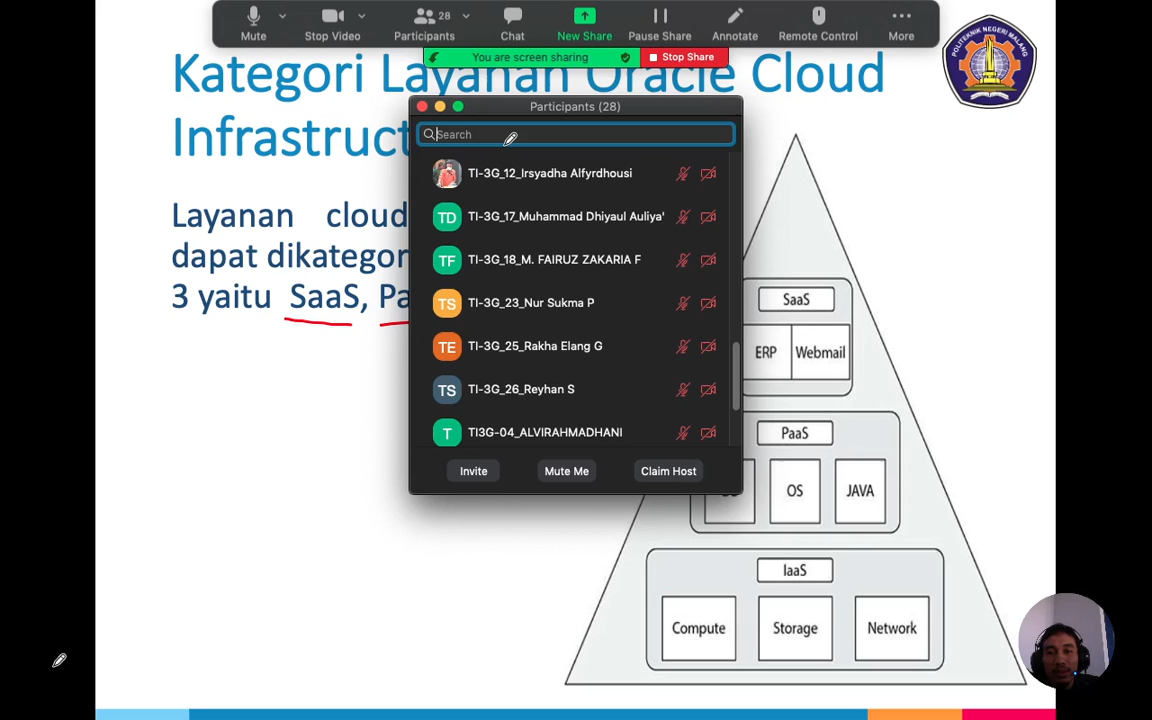 Mute
Stop Video
28
Participants
Chat
New Share
Pause Share
Annotate
Remote Control
More
You are screen sharing
Stop Share
POLITEKNIK NEGERI MALANG
Kategori Layanan Oracle Cloud
Infrastruct
Layanan cloud
dapat dikategor
3 yaitu SaaS, Pa
Participants (28)
Search
TI-3G_12_Irsyadha Alfyrdhousi
TD
TI-3G_17_Muhammad Dhiyaul Auliya'
TF
TI-3G_18_M. FAIRUZ ZAKARIA F
TS
TI-3G_23_Nur Sukma P
TE
TI-3G_25_Rakha Elang G
TS
TI-3G_26_Reyhan S
T
TI3G-04_ALVIRAHMADHANI
Invite
Mute Me
Claim Host
SaaS
ERP
Webmail
PaaS
OS
JAVA
IaaS
Compute
Storage
Network